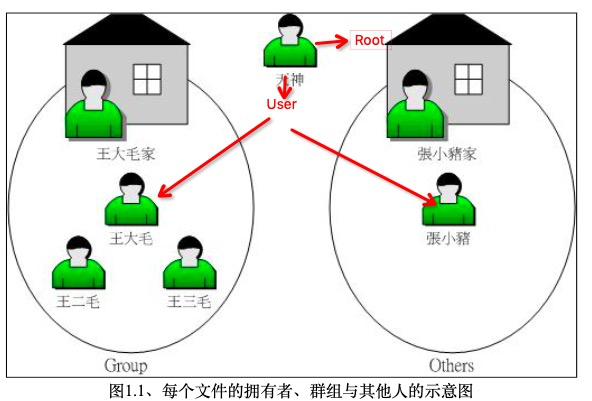 Root
天神
User
王大毛家
張小豬家
王大毛
張小豬
王二毛
王三毛
Group
Others
图1.1、每个文件的拥有者、群组与其他人的示意图